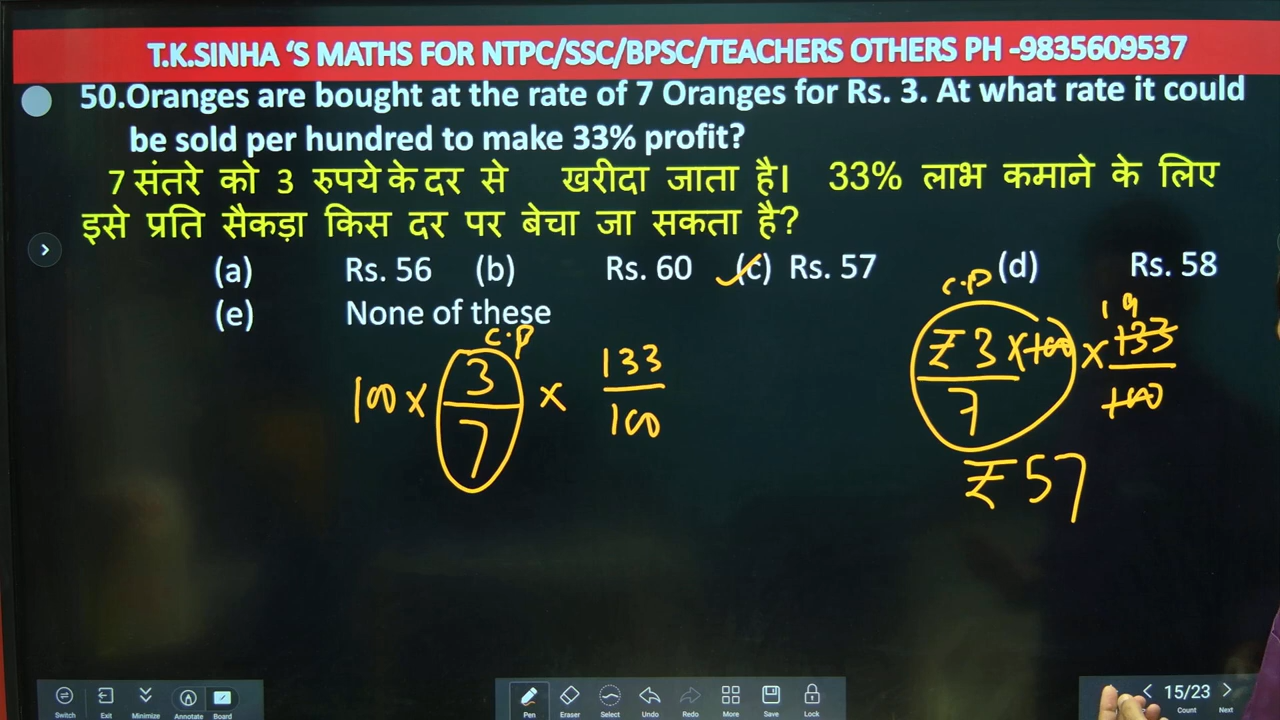 T.K.SINHA ‘S MATHS FOR NTPC/SSC/BPSC/TEACHERS OTHERS PH -9835609537
50.Oranges are bought at the rate of 7 Oranges for Rs. 3. At what rate it could
be sold per hundred to make 33% profit?
7 संतरे को 3 रुपये के दर से खरीदा जाता है। 33% लाभ कमाने के लिए
इसे प्रति सैकड़ा किस दर पर बेचा जा सकता है?
(a) Rs. 56 (b) Rs. 60 (c) Rs. 57 (d) Rs. 58
(e) None of these
C.P
100 × 3/7 × 133/100
C.P
₹3×100/7 × 133/100
19
₹57
Switch Exit Minimize Annotate Board Pen Eraser Select Undo Redo More Save Lock 15/23 Count Next